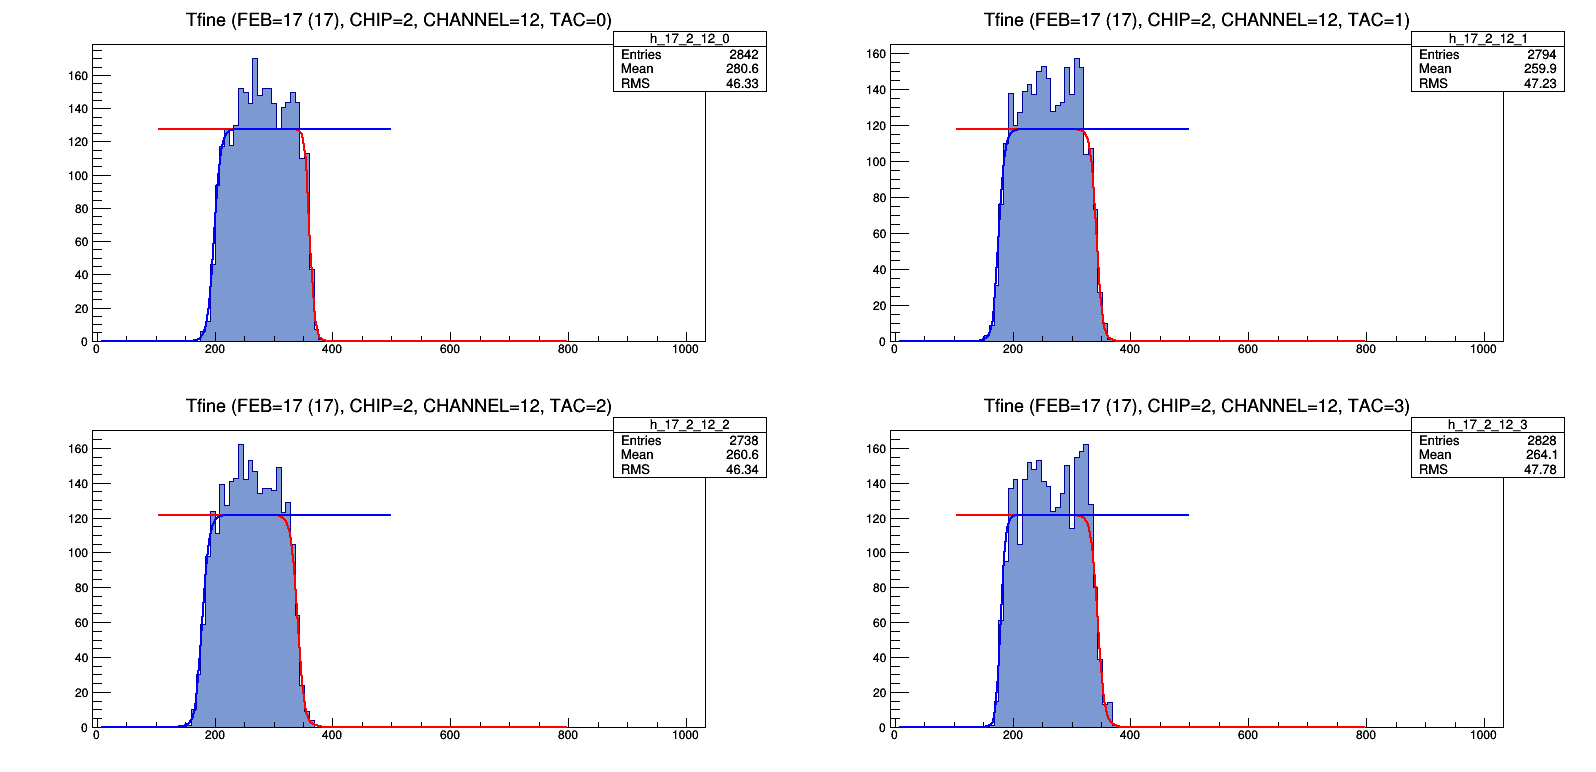 Tfine (FEB=17 (17), CHIP=2, CHANNEL=12, TAC=0)
h_17_2_12_0
Entries 2842
Mean 280.6
RMS 46.33
160
140
120
100
80
60
40
20
0
0 200 400 600 800 1000
Tfine (FEB=17 (17), CHIP=2, CHANNEL=12, TAC=1)
h_17_2_12_1
Entries 2794
Mean 259.9
RMS 47.23
160
140
120
100
80
60
40
20
0
0 200 400 600 800 1000
Tfine (FEB=17 (17), CHIP=2, CHANNEL=12, TAC=2)
h_17_2_12_2
Entries 2738
Mean 260.6
RMS 46.34
160
140
120
100
80
60
40
20
0
0 200 400 600 800 1000
Tfine (FEB=17 (17), CHIP=2, CHANNEL=12, TAC=3)
h_17_2_12_3
Entries 2828
Mean 264.1
RMS 47.78
160
140
120
100
80
60
40
20
0
0 200 400 600 800 1000